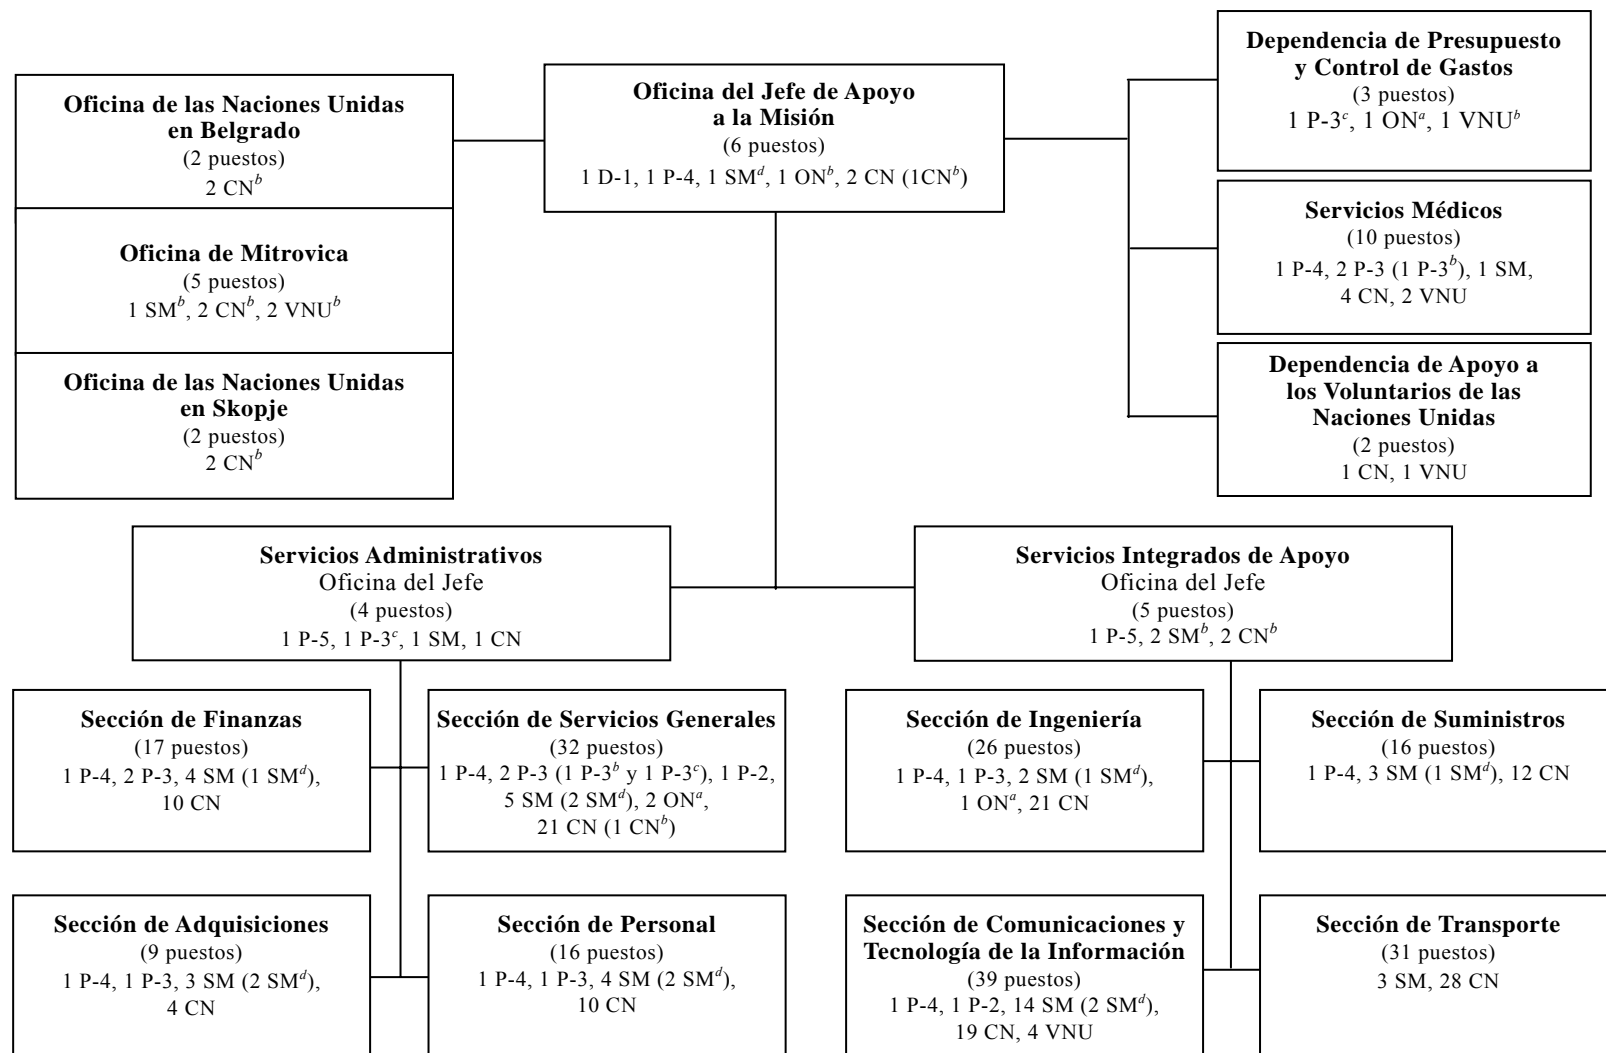 Oficina de las Naciones Unidas
en Belgrado
(2 puestos)
2 CNᵇ
Oficina de Mitrovica
(5 puestos)
1 SMᵇ, 2 CNᵇ, 2 VNUᵇ
Oficina de las Naciones Unidas
en Skopje
(2 puestos)
2 CNᵇ
Oficina del Jefe de Apoyo
a la Misión
(6 puestos)
1 D-1, 1 P-4, 1 SMᵈ, 1 ONᵇ, 2 CN (1CNᵇ)
Dependencia de Presupuesto
y Control de Gastos
(3 puestos)
1 P-3ᶜ, 1 ONᵃ, 1 VNUᵇ
Servicios Médicos
(10 puestos)
1 P-4, 2 P-3 (1 P-3ᵇ), 1 SM,
4 CN, 2 VNU
Dependencia de Apoyo a
los Voluntarios de las
Naciones Unidas
(2 puestos)
1 CN, 1 VNU
Servicios Administrativos
Oficina del Jefe
(4 puestos)
1 P-5, 1 P-3ᶜ, 1 SM, 1 CN
Servicios Integrados de Apoyo
Oficina del Jefe
(5 puestos)
1 P-5, 2 SMᵇ, 2 CNᵇ
Sección de Finanzas
(17 puestos)
1 P-4, 2 P-3, 4 SM (1 SMᵈ),
10 CN
Sección de Servicios Generales
(32 puestos)
1 P-4, 2 P-3 (1 P-3ᵇ y 1 P-3ᶜ), 1 P-2,
5 SM (2 SMᵈ), 2 ONᵃ,
21 CN (1 CNᵇ)
Sección de Ingeniería
(26 puestos)
1 P-4, 1 P-3, 2 SM (1 SMᵈ),
1 ONᵃ, 21 CN
Sección de Suministros
(16 puestos)
1 P-4, 3 SM (1 SMᵈ), 12 CN
Sección de Adquisiciones
(9 puestos)
1 P-4, 1 P-3, 3 SM (2 SMᵈ),
4 CN
Sección de Personal
(16 puestos)
1 P-4, 1 P-3, 4 SM (2 SMᵈ),
10 CN
Sección de Comunicaciones y
Tecnología de la Información
(39 puestos)
1 P-4, 1 P-2, 14 SM (2 SMᵈ),
19 CN, 4 VNU
Sección de Transporte
(31 puestos)
3 SM, 28 CN